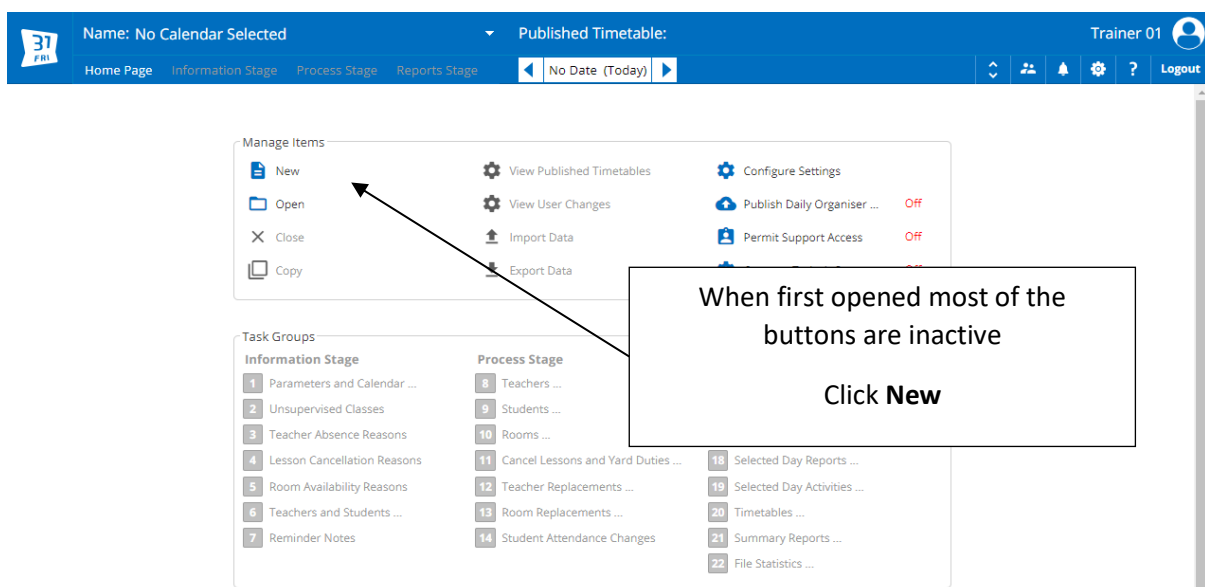 31
FRI
Name: No Calendar Selected
Published Timetable:
Trainer 01
Home Page Information Stage Process Stage Reports Stage
No Date (Today)
? Logout
Manage Items
New
View Published Timetables
Configure Settings
Open
View User Changes
Publish Daily Organiser ... Off
Close
Import Data
Permit Support Access Off
Copy
Export Data
When first opened most of the
buttons are inactive
Click New
Task Groups
Information Stage
1 Parameters and Calendar ...
2 Unsupervised Classes
3 Teacher Absence Reasons
4 Lesson Cancellation Reasons
5 Room Availability Reasons
6 Teachers and Students ...
7 Reminder Notes
Process Stage
8 Teachers ...
9 Students ...
10 Rooms ...
11 Cancel Lessons and Yard Duties ...
12 Teacher Replacements ...
13 Room Replacements ...
14 Student Attendance Changes
18 Selected Day Reports ...
19 Selected Day Activities ...
20 Timetables ...
21 Summary Reports ...
22 File Statistics ...